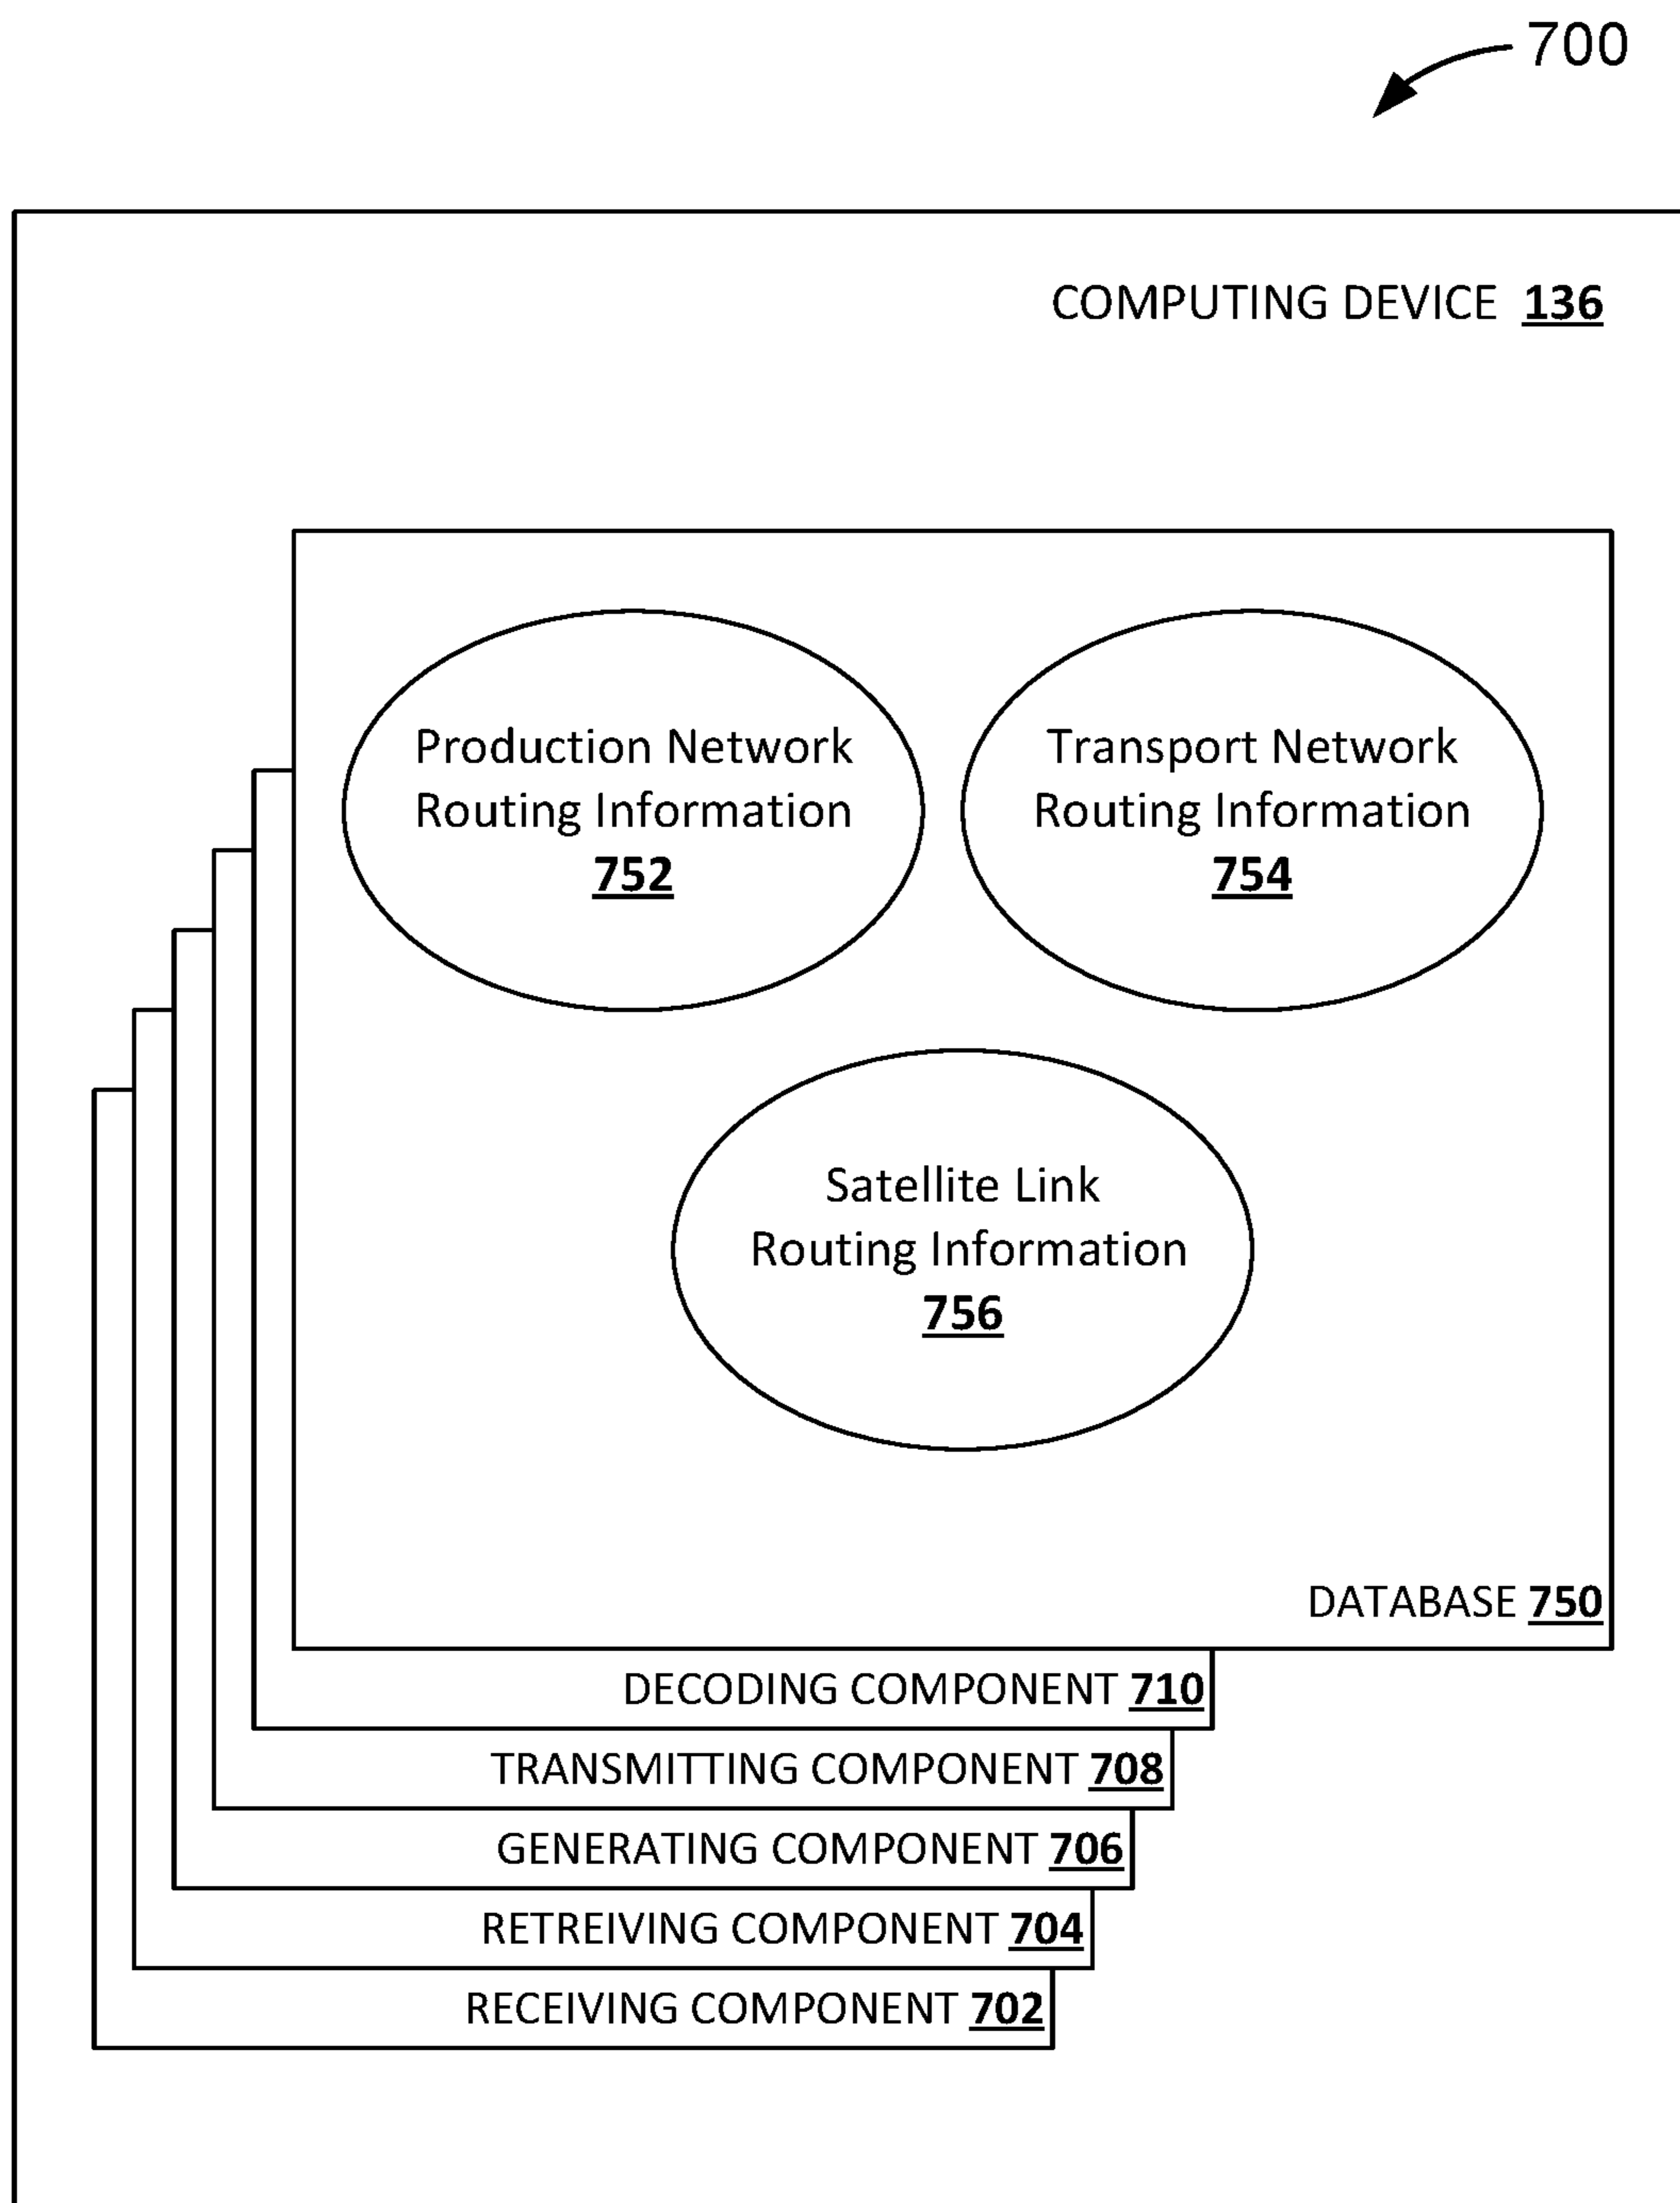 700
COMPUTING DEVICE 136
Production Network
Routing Information
752
Transport Network
Routing Information
754
Satellite Link
Routing Information
756
DATABASE 750
DECODING COMPONENT 710
TRANSMITTING COMPONENT 708
GENERATING COMPONENT 706
RETREIVING COMPONENT 704
RECEIVING COMPONENT 702